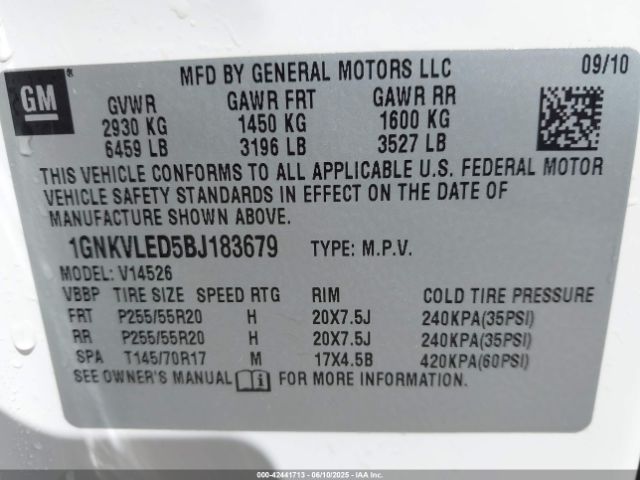 MFD BY GENERAL MOTORS LLC 09/10
GM®
GVWR GAWR FRT GAWR RR
2930 KG 1450 KG 1600 KG
6459 LB 3196 LB 3527 LB
THIS VEHICLE CONFORMS TO ALL APPLICABLE U.S. FEDERAL MOTOR
VEHICLE SAFETY STANDARDS IN EFFECT ON THE DATE OF
MANUFACTURE SHOWN ABOVE.
1GNKVLED5BJ183679 TYPE: M.P.V.
MODEL: V14526
VBBP TIRE SIZE SPEED RTG RIM COLD TIRE PRESSURE
FRT P255/55R20 H 20X7.5J 240KPA(35PSI)
RR P255/55R20 H 20X7.5J 240KPA(35PSI)
SPA T145/70R17 M 17X4.5B 420KPA(60PSI)
SEE OWNER'S MANUAL FOR MORE INFORMATION
000-42441713 - 06/10/2025 - IAAI.COM